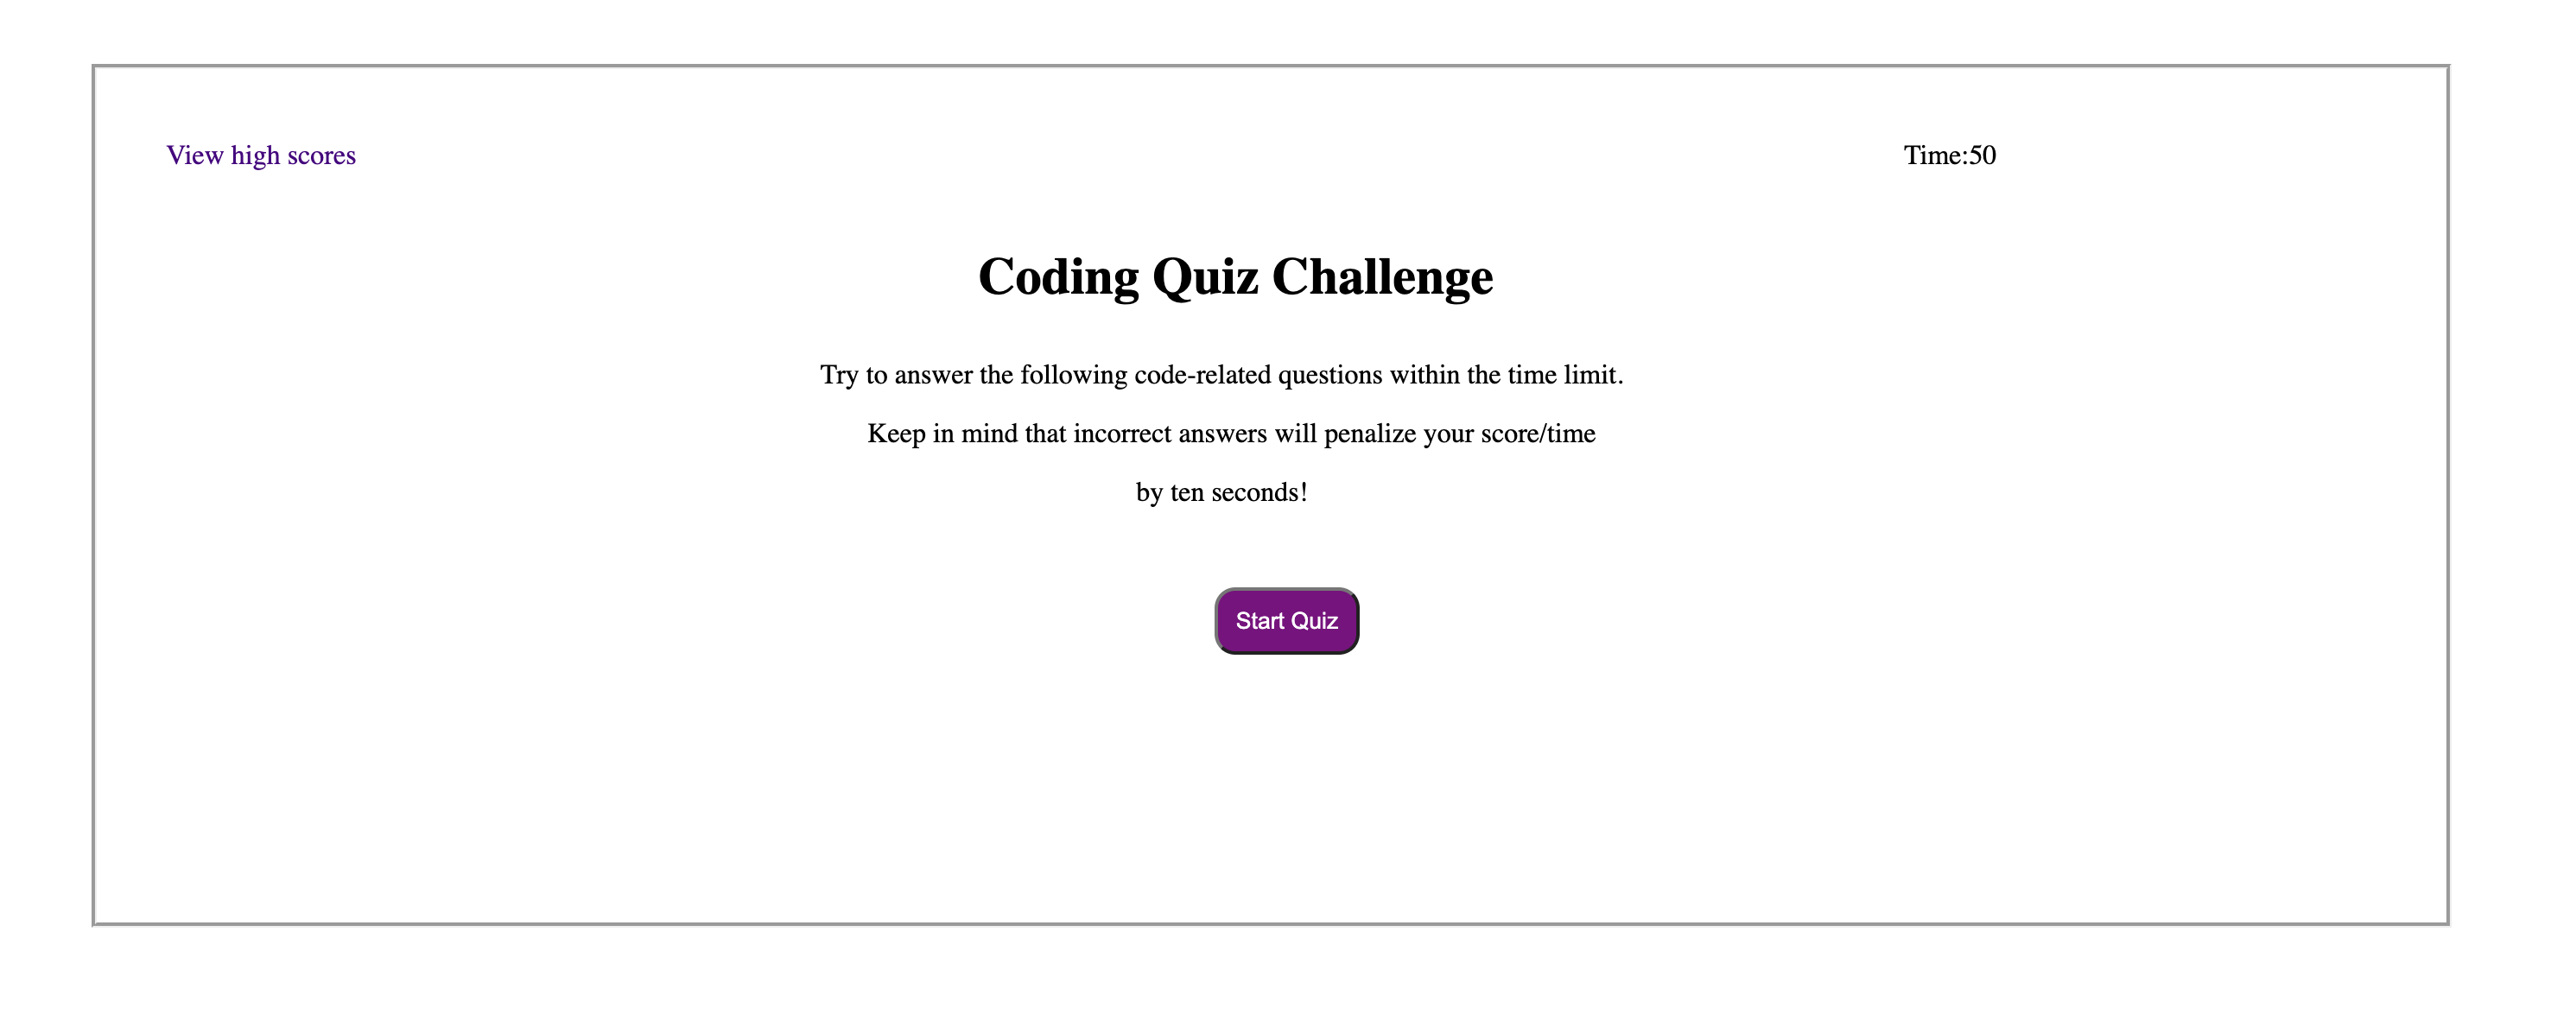 View high scores
Time:50
Coding Quiz Challenge
Try to answer the following code-related questions within the time limit.
Keep in mind that incorrect answers will penalize your score/time
by ten seconds!
Start Quiz